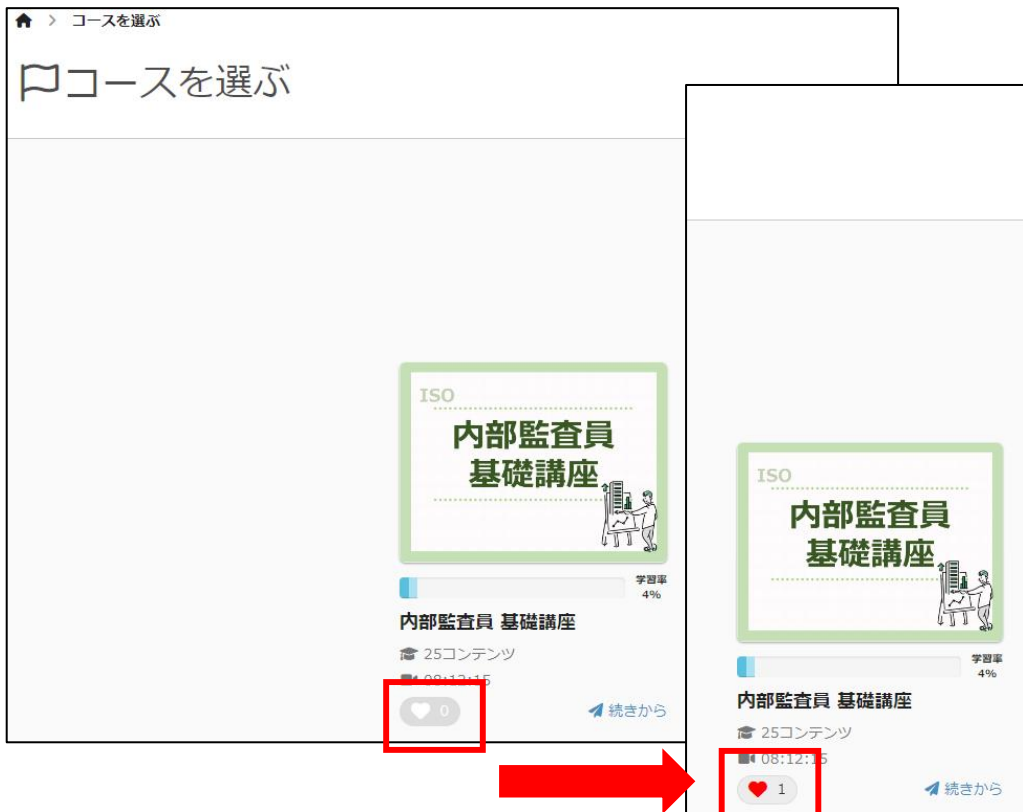 コースを選ぶ
コースを選ぶ
ISO
内部監査員
基礎講座
学習率
4%
内部監査員 基礎講座
25コンテンツ
08:12:15
0
続きから
ISO
内部監査員
基礎講座
学習率
4%
内部監査員 基礎講座
25コンテンツ
08:12:15
1
続きから